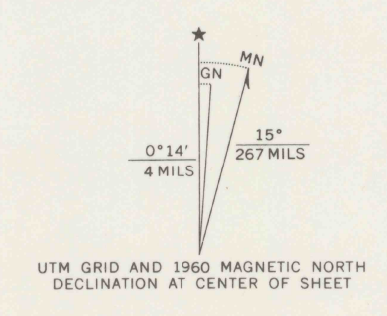 MN
GN
0°14′
4 MILS
15°
267 MILS
UTM GRID AND 1960 MAGNETIC NORTH
DECLINATION AT CENTER OF SHEET